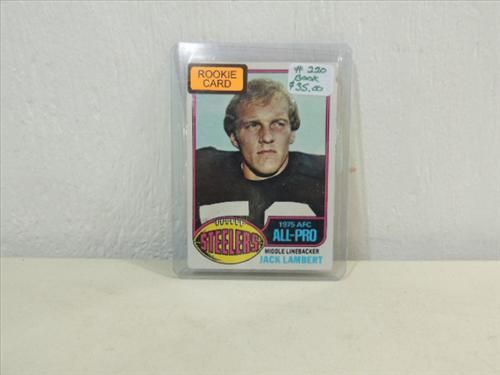 ROOKIE
CARD
# 220
Book
$35.00
STEELERS
1975 AFC
ALL-PRO
MIDDLE LINEBACKER
JACK LAMBERT